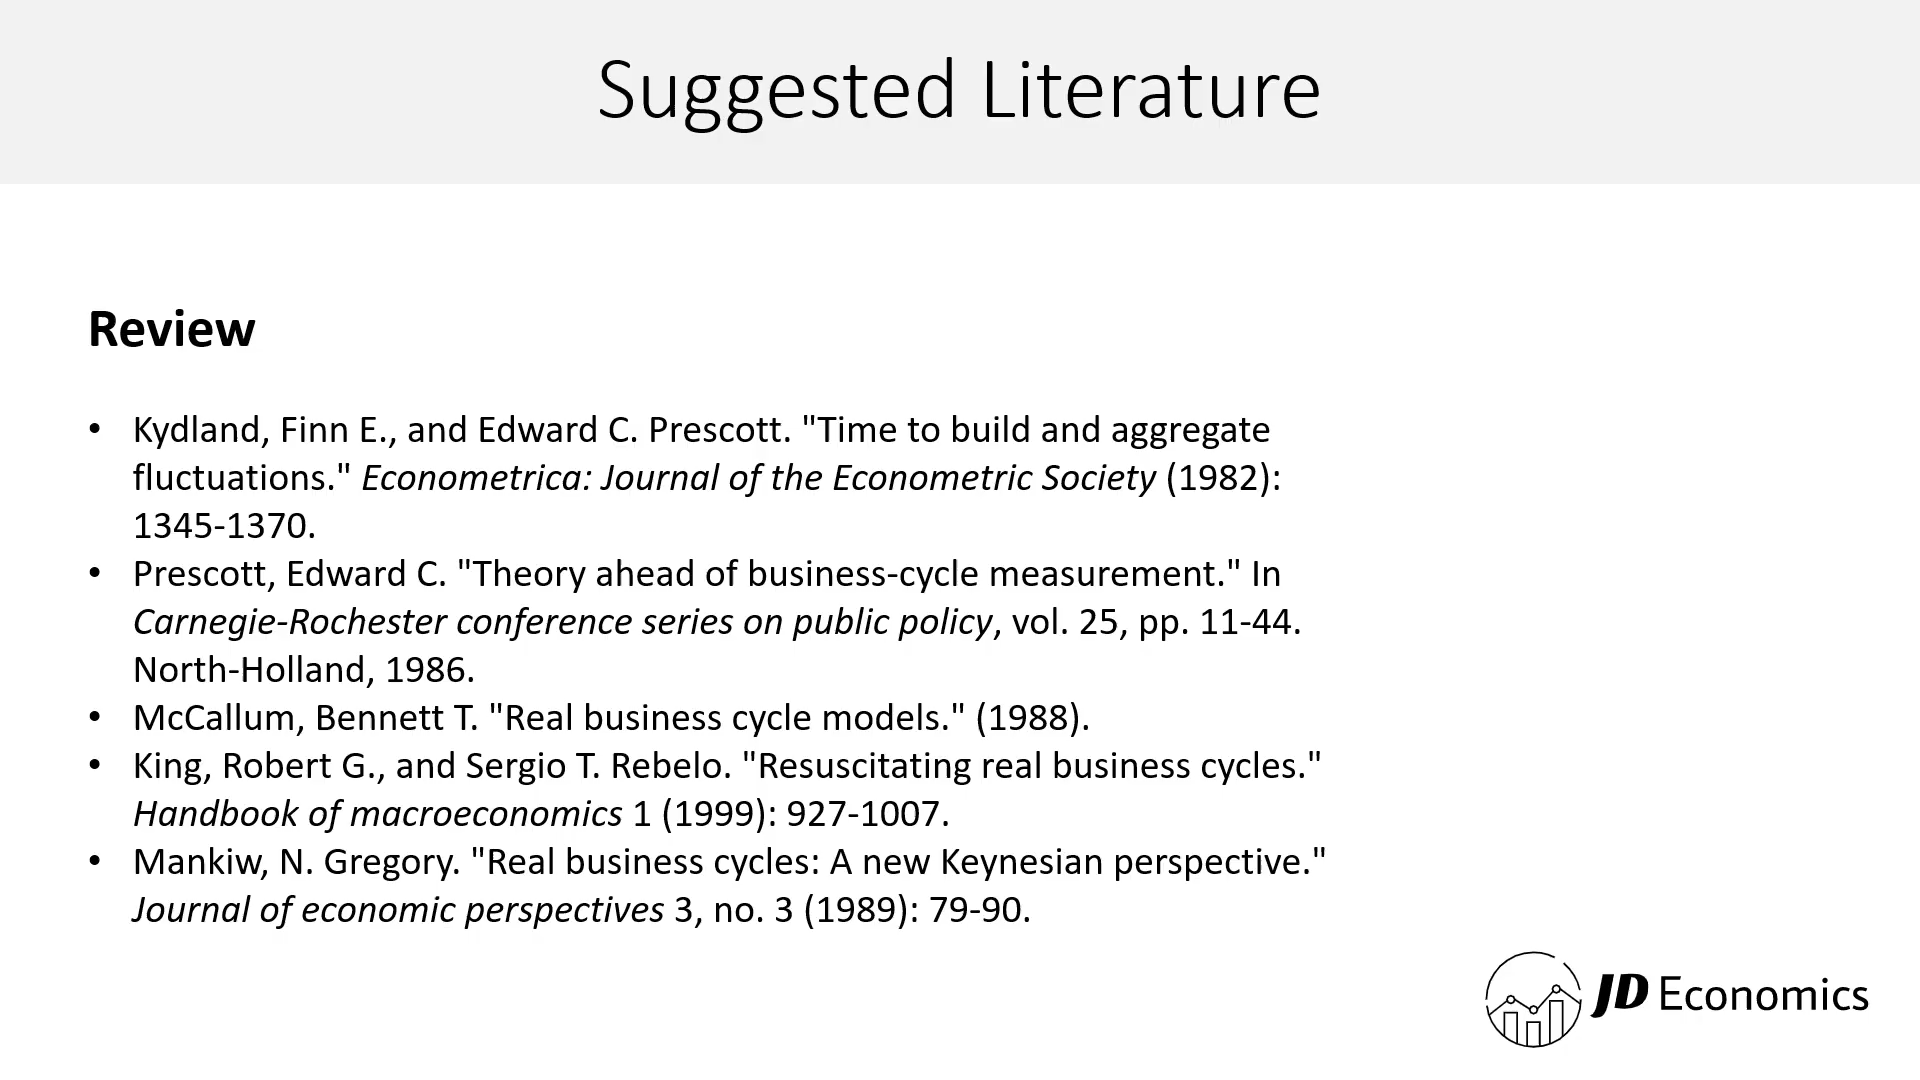 Suggested Literature
Review
• Kydland, Finn E., and Edward C. Prescott. "Time to build and aggregate
fluctuations." Econometrica: Journal of the Econometric Society (1982):
1345-1370.
• Prescott, Edward C. "Theory ahead of business-cycle measurement." In
Carnegie-Rochester conference series on public policy, vol. 25, pp. 11-44.
North-Holland, 1986.
• McCallum, Bennett T. "Real business cycle models." (1988).
• King, Robert G., and Sergio T. Rebelo. "Resuscitating real business cycles."
Handbook of macroeconomics 1 (1999): 927-1007.
• Mankiw, N. Gregory. "Real business cycles: A new Keynesian perspective."
Journal of economic perspectives 3, no. 3 (1989): 79-90.
JD Economics